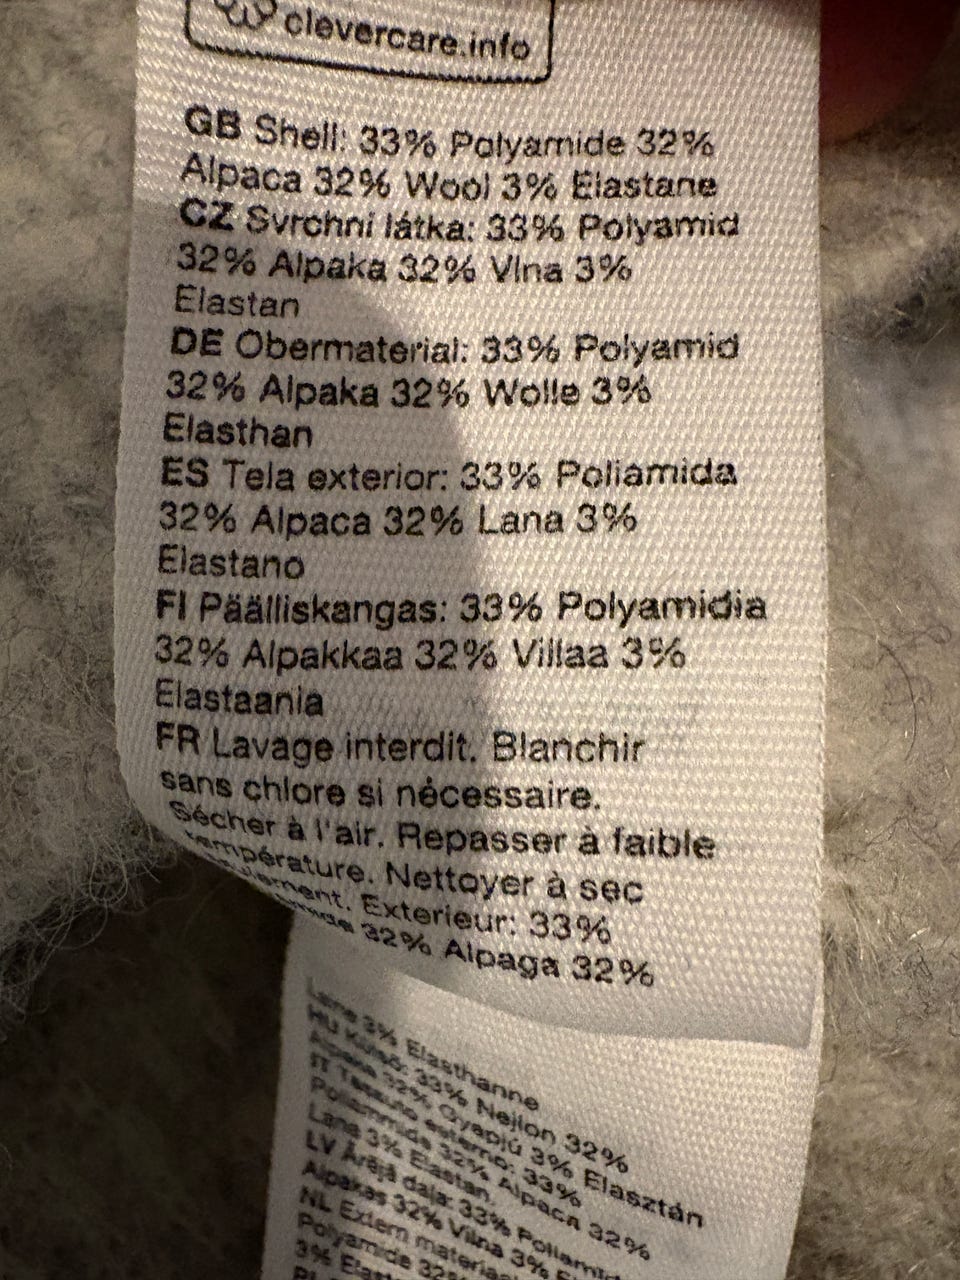 clevercare.info
GB Shell: 33% Polyamide 32%
Alpaca 32% Wool 3% Elastane
CZ Svrchní látka: 33% Polyamid
32% Alpaka 32% Vlna 3%
Elastan
DE Obermaterial: 33% Polyamid
32% Alpaka 32% Wolle 3%
Elasthan
ES Tela exterior: 33% Poliamida
32% Alpaca 32% Lana 3%
Elastano
FI Päälliskangas: 33% Polyamidia
32% Alpakkaa 32% Villaa 3%
Elastaania
FR Lavage interdit. Blanchir
sans chlore si nécessaire.
Sécher à l'air. Repasser à faible
température. Nettoyer à sec
Exterieur: 33%
32% Alpaga 32%
Laine 3% Elasthanne
HU Külső: 33% Nejlon 32%
Alpaka 32% Gyapjú 3% Elasztán
IT Tessuto esterno: 33%
Poliammide 32% Alpaca 32%
Lana 3% Elastan.
LV Ārējā daļa: 33%
Alpakas 32% Vilna 3%
NL Extern
Polyamide 32%
3%